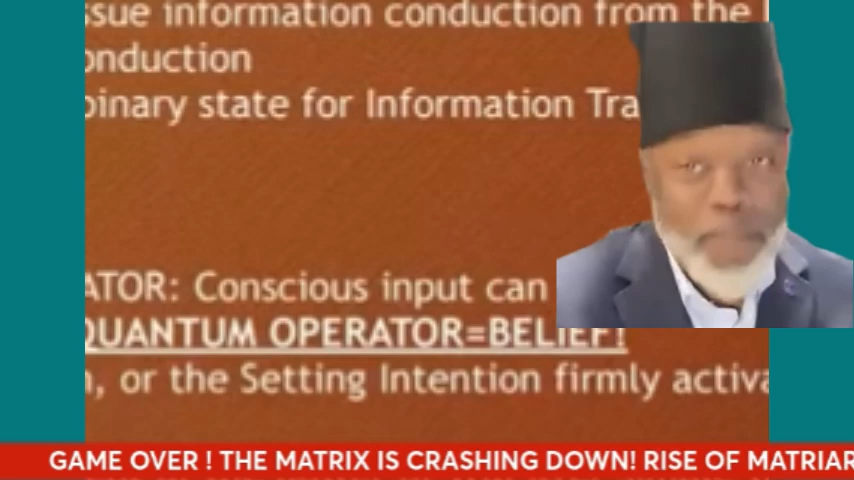 ssue information conduction from the
onduction
binary state for Information Tra
ATOR: Conscious input can
QUANTUM OPERATOR=BELIEF!
n, or the Setting Intention firmly activa
GAME OVER ! THE MATRIX IS CRASHING DOWN! RISE OF MATRIAR